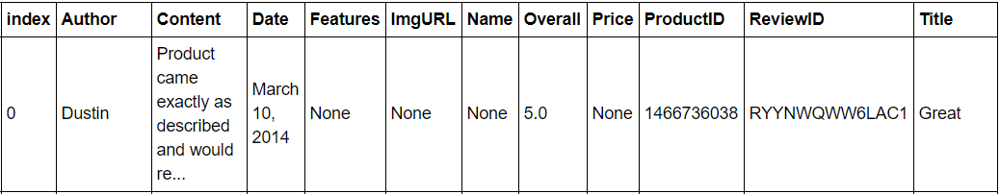 index Author Content Date Features ImgURL Name Overall Price ProductID ReviewID Title
Product
came
exactly as
described
and would
re...
March
10,
2014
0 Dustin None None None 5.0 None 1466736038 RYYNWQWW6LAC1 Great